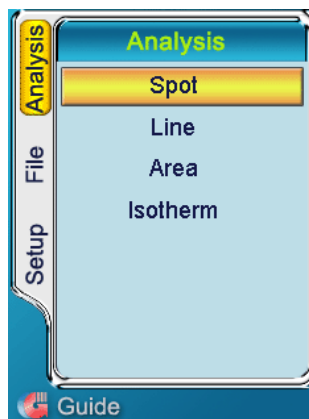 Analysis
File
Setup
Analysis
Spot
Line
Area
Isotherm
Guide